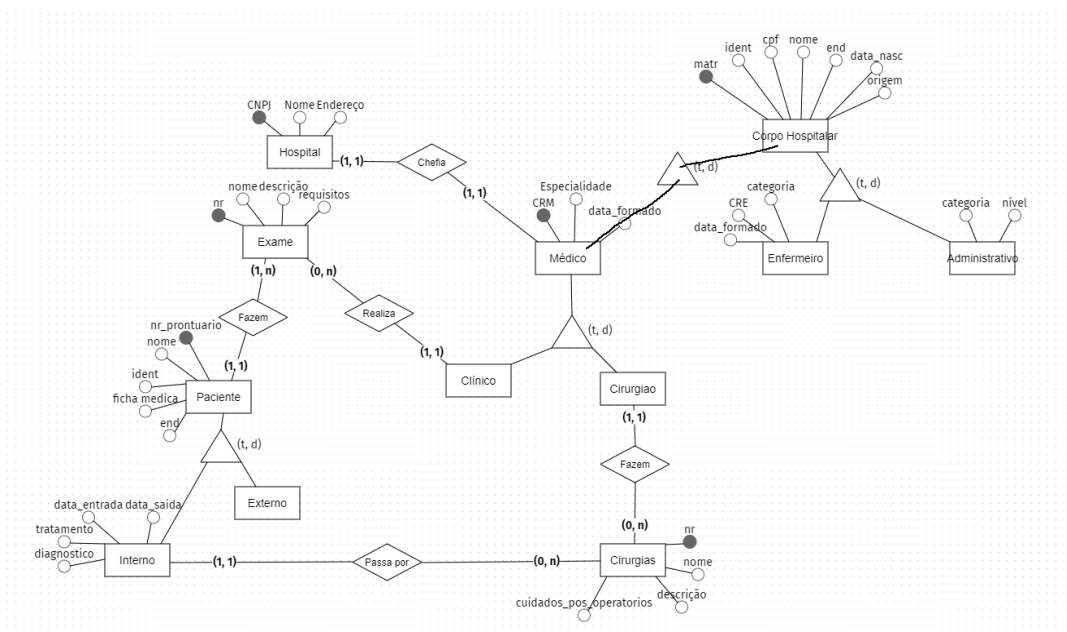 cpf nome
ident end
matr data_nasc
origem
CNPJ Nome Endereço
Corpo Hospitalar
Hospital (1, 1) Chefia (t, d)
(t, d)
nome descrição requisitos (1, 1) Especialidade categoria
nr CRM data_formado CRE categoria nivel
data_formado
Exame
Médico Enfermeiro Administrativo
(1, n) (0, n)
Fazem Realiza
nr_prontuario (t, d)
nome (1, 1) (1, 1)
ident Clínico Cirurgiao
ficha medica Paciente
end (1, 1)
(t, d)
Fazem
Externo
data_entrada data_saida
tratamento (0, n) nr
diagnostico Interno (1, 1) Passa por (0, n) Cirurgias nome
cuidados_pos_operatorios descrição